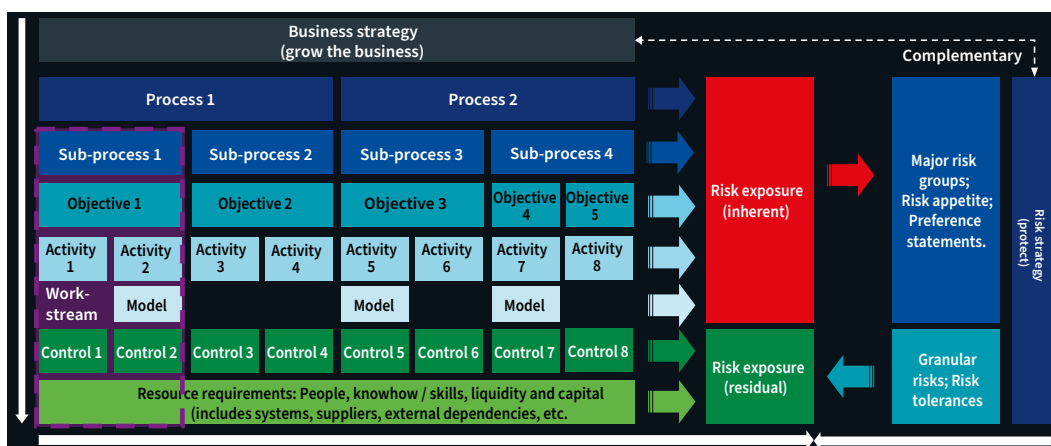 Business strategy
(grow the business)
Complementary
Process 1
Process 2
Sub-process 1
Sub-process 2
Sub-process 3
Sub-process 4
Objective 1
Objective 2
Objective 3
Objective
4
Objective
5
Activity
1
Activity
2
Activity
3
Activity
4
Activity
5
Activity
6
Activity
7
Activity
8
Work-
stream
Model
Model
Model
Control 1
Control 2
Control 3
Control 4
Control 5
Control 6
Control 7
Control 8
Resource requirements: People, knowhow / skills, liquidity and capital
(includes systems, suppliers, external dependencies, etc.
Risk exposure
(inherent)
Risk exposure
(residual)
Major risk
groups;
Risk appetite;
Preference
statements.
Granular
risks; Risk
tolerances
Risk strategy
(protect)